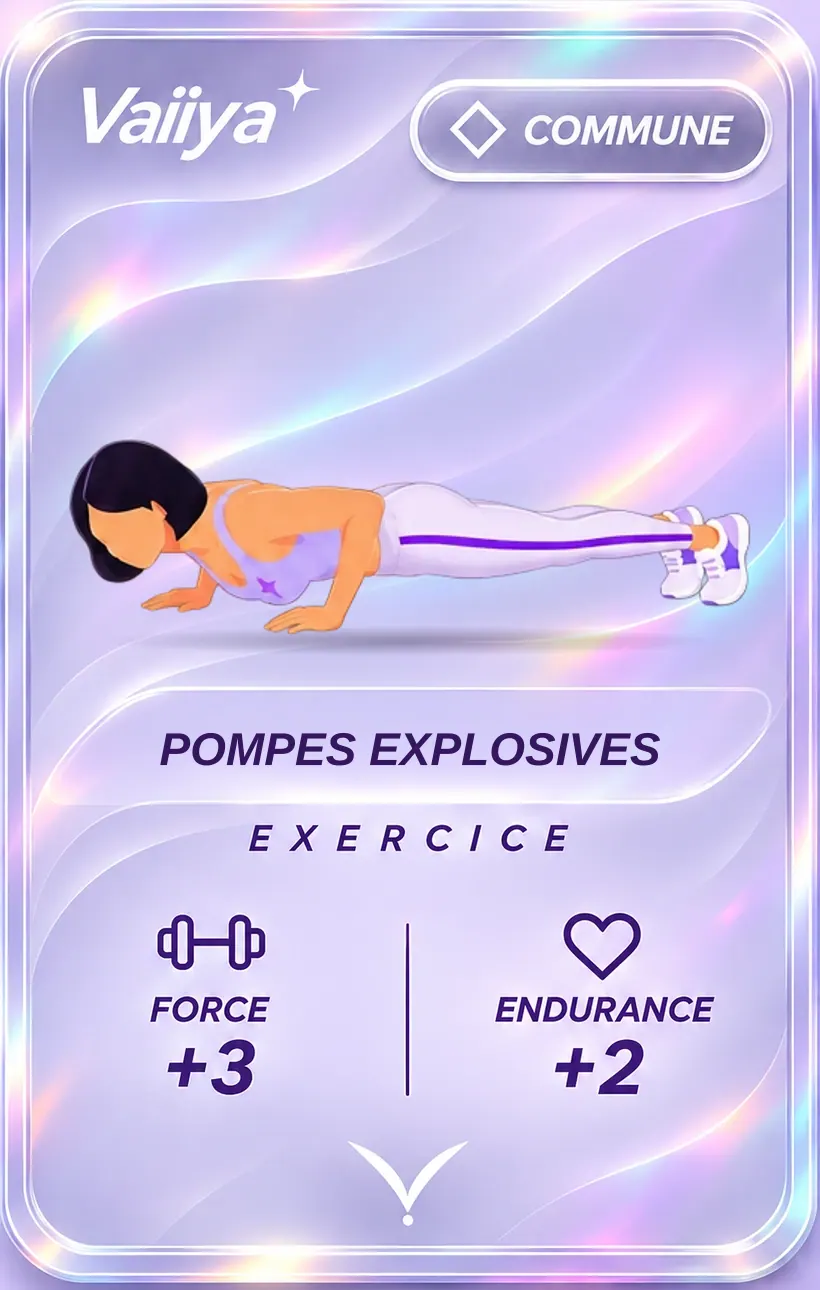 Vaiiya
COMMUNE
POMPES EXPLOSIVES
EXERCICE
FORCE
+3
ENDURANCE
+2